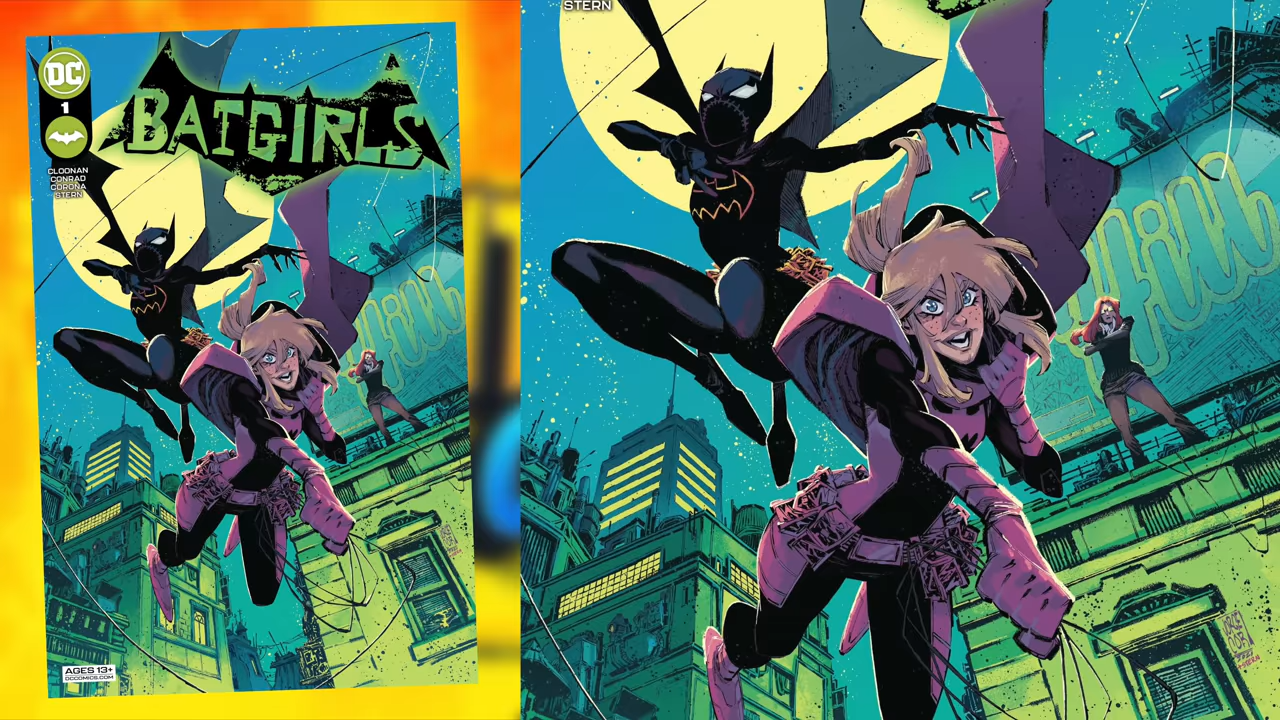 DC
1
BATGIRLS
CLOONAN
CONRAD
CORONA
STERN
AGES 13+
DCCOMICS.COM
STERN